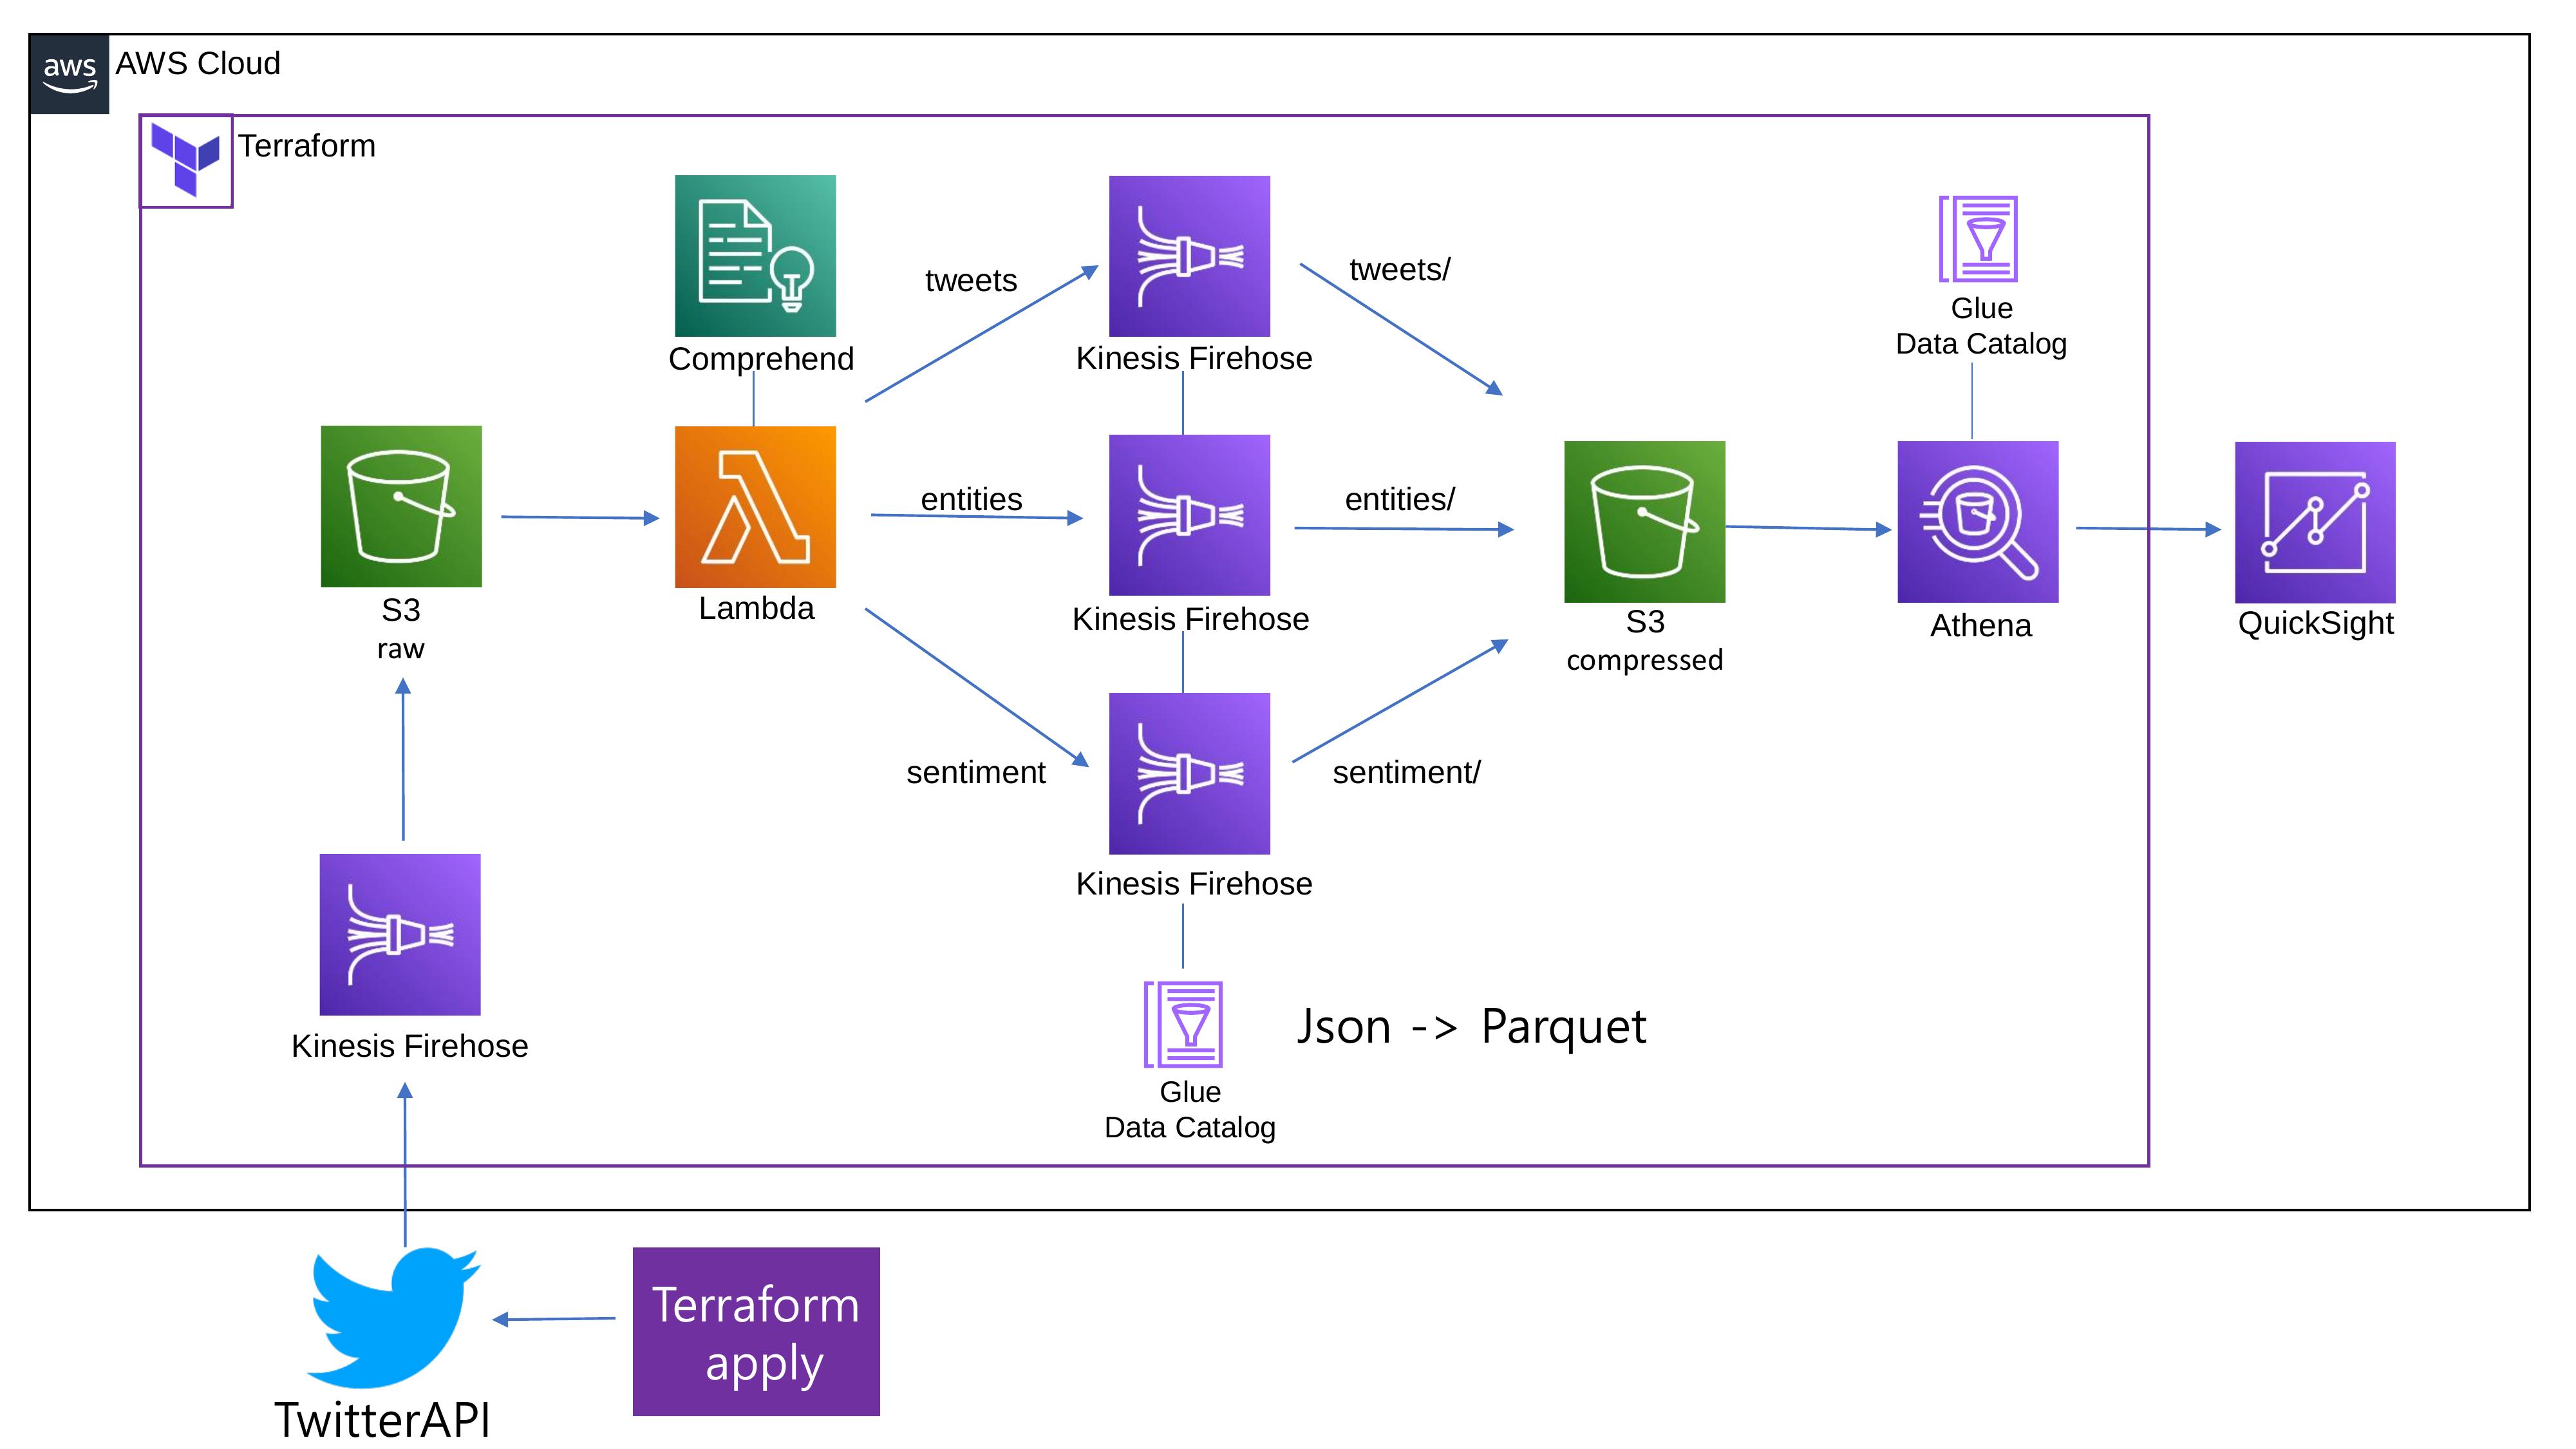 aws
AWS Cloud
Terraform
Comprehend
tweets
Kinesis Firehose
tweets/
Glue
Data Catalog
S3
raw
Lambda
entities
Kinesis Firehose
entities/
S3
compressed
Athena
QuickSight
sentiment
Kinesis Firehose
sentiment/
Kinesis Firehose
Glue
Data Catalog
Json -> Parquet
TwitterAPI
Terraform
apply